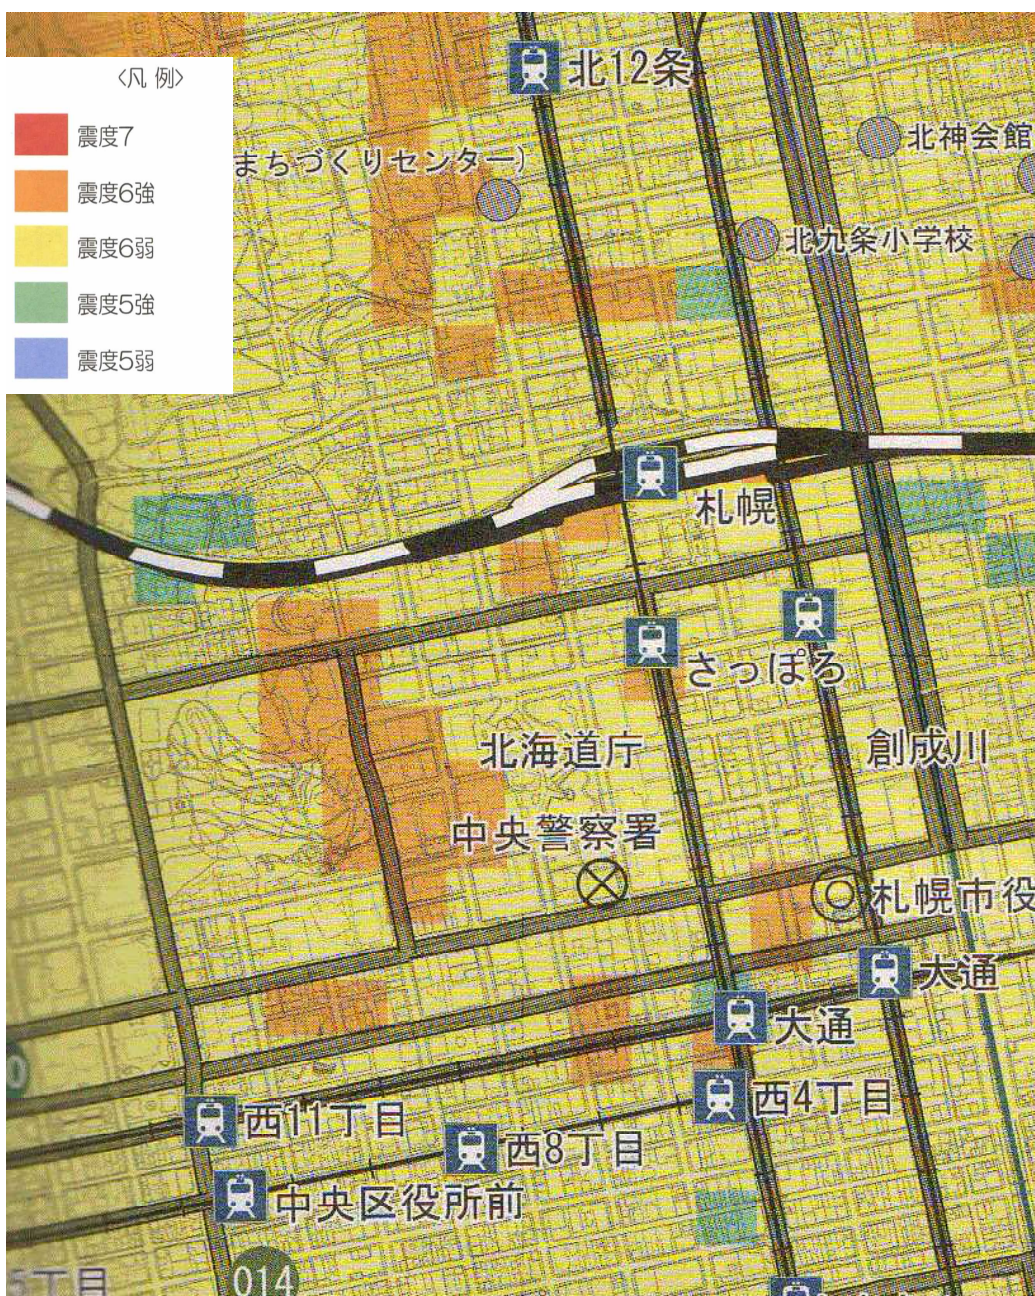 〈凡 例〉
震度7
震度6強
震度6弱
震度5強
震度5弱
北12条
北神会館
まちづくりセンター)
北九条小学校
札幌
さっぽろ
北海道庁
創成川
中央警察署
札幌市役
大通
大通
西4丁目
西11丁目
西8丁目
中央区役所前
丁目
014